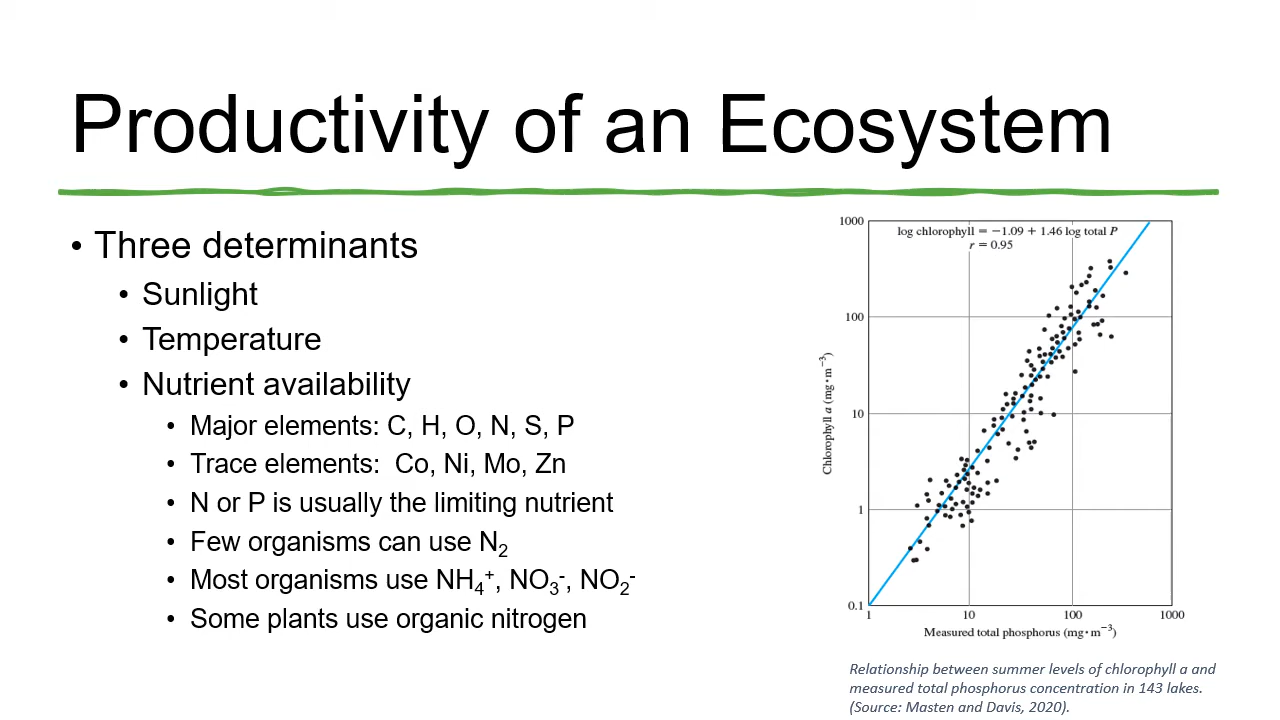 Productivity of an Ecosystem
• Three determinants
• Sunlight
• Temperature
• Nutrient availability
• Major elements: C, H, O, N, S, P
• Trace elements:  Co, Ni, Mo, Zn
• N or P is usually the limiting nutrient
• Few organisms can use N₂
• Most organisms use NH₄⁺, NO₃⁻, NO₂⁻
• Some plants use organic nitrogen
log chlorophyll = −1.09 + 1.46 log total P
r = 0.95
1000
100
10
1
0.1
Chlorophyll a (mg•m⁻³)
1 10 100 1000
Measured total phosphorus (mg•m⁻³)
Relationship between summer levels of chlorophyll a and
measured total phosphorus concentration in 143 lakes.
(Source: Masten and Davis, 2020).